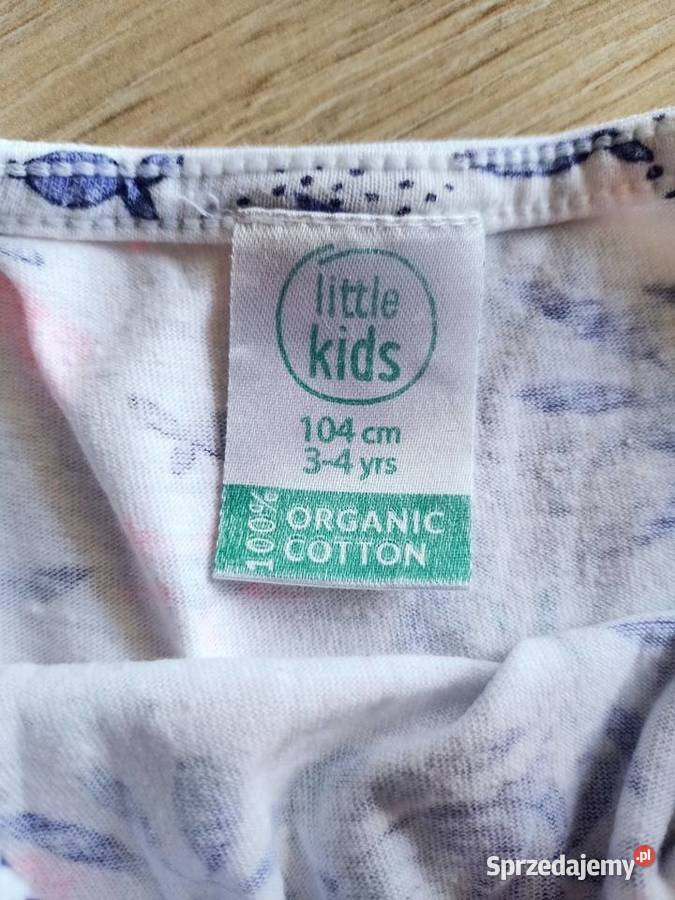 little
kids
104 cm
3-4 yrs
100% ORGANIC
COTTON
Sprzedajemy.pl